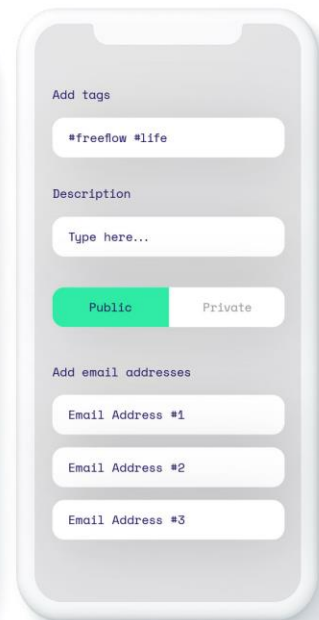 Add tags
#freeflow #life
Description
Type here...
Public Private
Add email addresses
Email Address #1
Email Address #2
Email Address #3